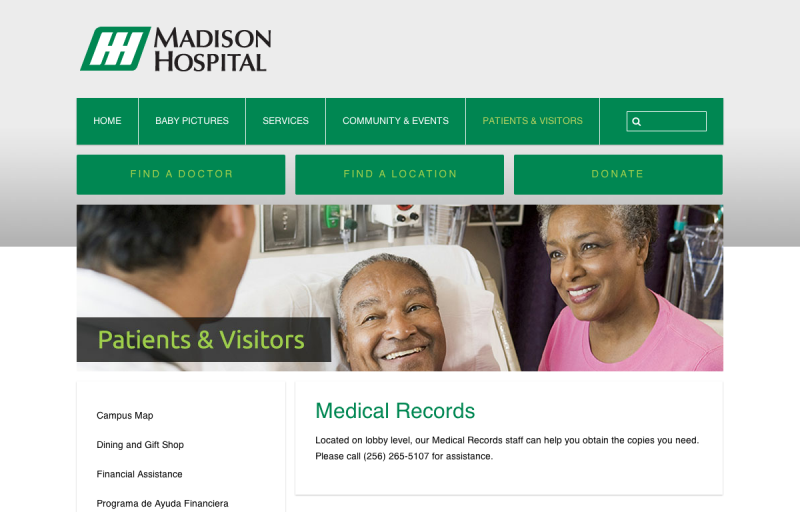 MADISON
HOSPITAL
HOME
BABY PICTURES
SERVICES
COMMUNITY & EVENTS
PATIENTS & VISITORS
FIND A DOCTOR
FIND A LOCATION
DONATE
Patients & Visitors
Campus Map
Dining and Gift Shop
Financial Assistance
Programa de Ayuda Financiera
Medical Records
Located on lobby level, our Medical Records staff can help you obtain the copies you need.
Please call (256) 265-5107 for assistance.